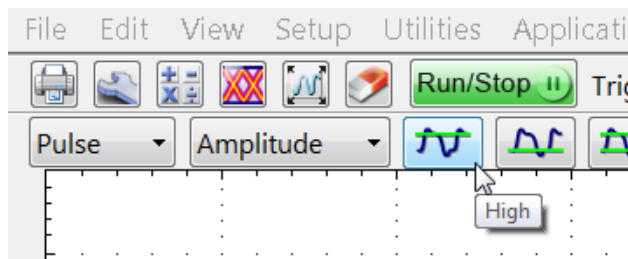 File Edit View Setup Utilities Applicati
Run/Stop Trig
Pulse Amplitude
High